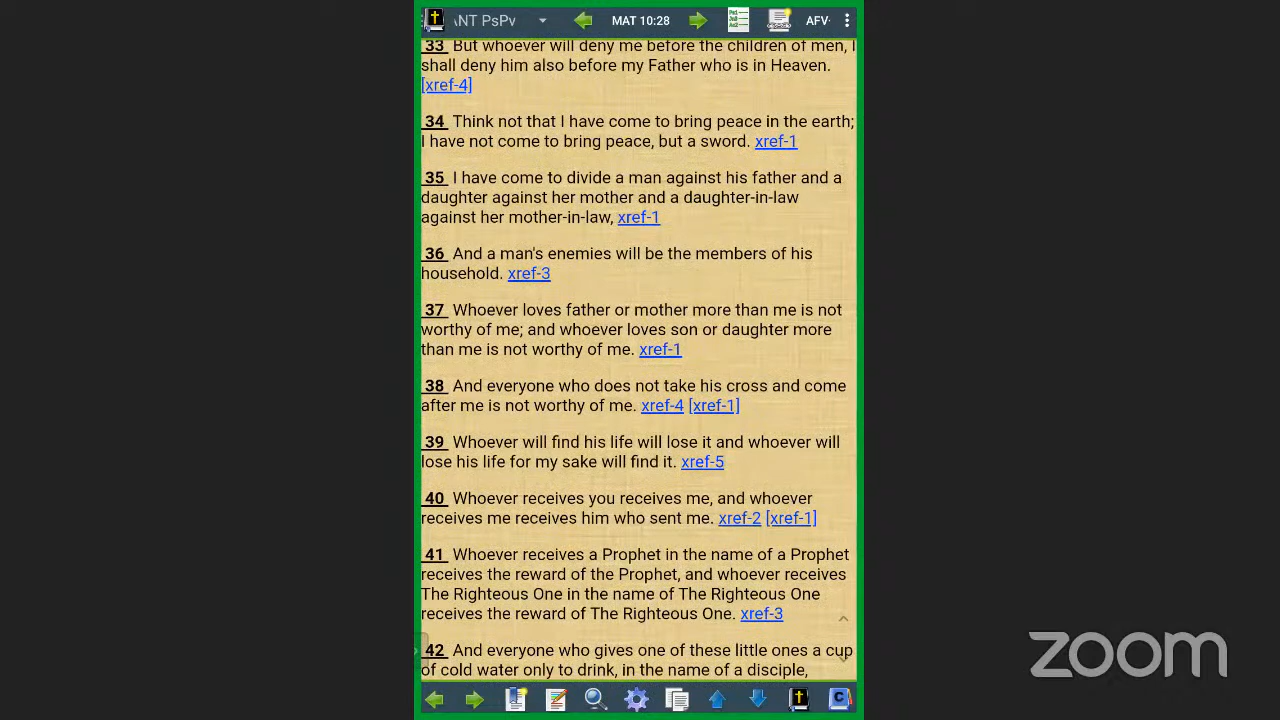 ANT PsPv MAT 10:28 AFV
33 But whoever will deny me before the children of men, I
shall deny him also before my Father who is in Heaven.
[xref-4]
34 Think not that I have come to bring peace in the earth;
I have not come to bring peace, but a sword. xref-1
35 I have come to divide a man against his father and a
daughter against her mother and a daughter-in-law
against her mother-in-law, xref-1
36 And a man's enemies will be the members of his
household. xref-3
37 Whoever loves father or mother more than me is not
worthy of me; and whoever loves son or daughter more
than me is not worthy of me. xref-1
38 And everyone who does not take his cross and come
after me is not worthy of me. xref-4 [xref-1]
39 Whoever will find his life will lose it and whoever will
lose his life for my sake will find it. xref-5
40 Whoever receives you receives me, and whoever
receives me receives him who sent me. xref-2 [xref-1]
41 Whoever receives a Prophet in the name of a Prophet
receives the reward of the Prophet, and whoever receives
The Righteous One in the name of The Righteous One
receives the reward of The Righteous One. xref-3
42 And everyone who gives one of these little ones a cup
of cold water only to drink, in the name of a disciple,
zoom